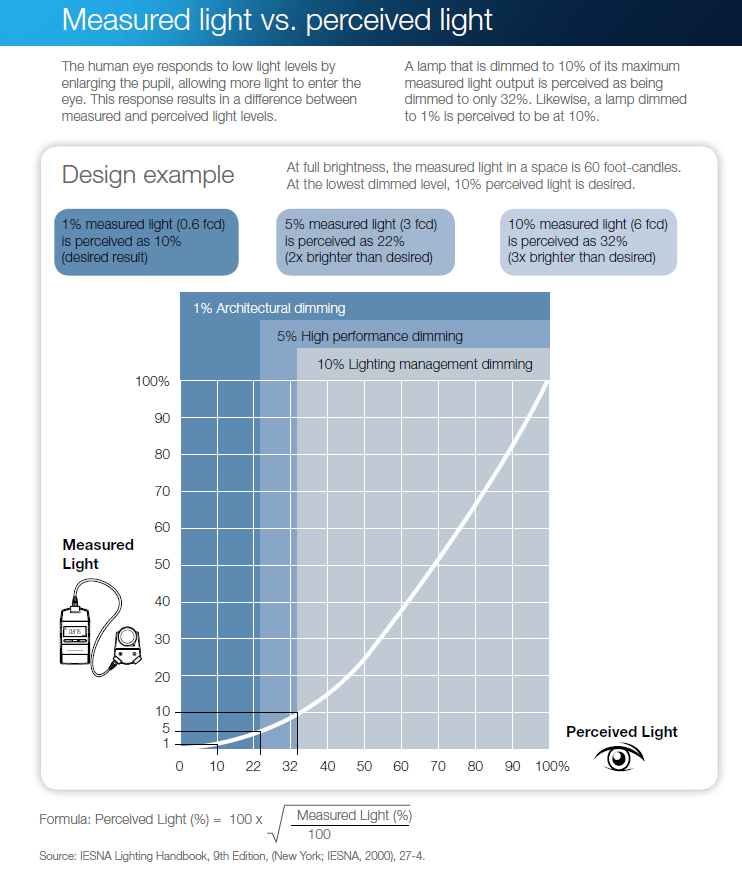 Measured light vs. perceived light
The human eye responds to low light levels by
enlarging the pupil, allowing more light to enter the
eye. This response results in a difference between
measured and perceived light levels.
A lamp that is dimmed to 10% of its maximum
measured light output is perceived as being
dimmed to only 32%. Likewise, a lamp dimmed
to 1% is perceived to be at 10%.
Design example
At full brightness, the measured light in a space is 60 foot-candles.
At the lowest dimmed level, 10% perceived light is desired.
1% measured light (0.6 fcd)
is perceived as 10%
(desired result)
5% measured light (3 fcd)
is perceived as 22%
(2x brighter than desired)
10% measured light (6 fcd)
is perceived as 32%
(3x brighter than desired)
1% Architectural dimming
5% High performance dimming
10% Lighting management dimming
100%
90
80
70
60
50
40
30
20
10
5
1
Measured
Light
0 10 22 32 40 50 60 70 80 90 100%
Perceived Light
Formula: Perceived Light (%) = 100 x √ Measured Light (%)
100
Source: IESNA Lighting Handbook, 9th Edition, (New York; IESNA, 2000), 27-4.